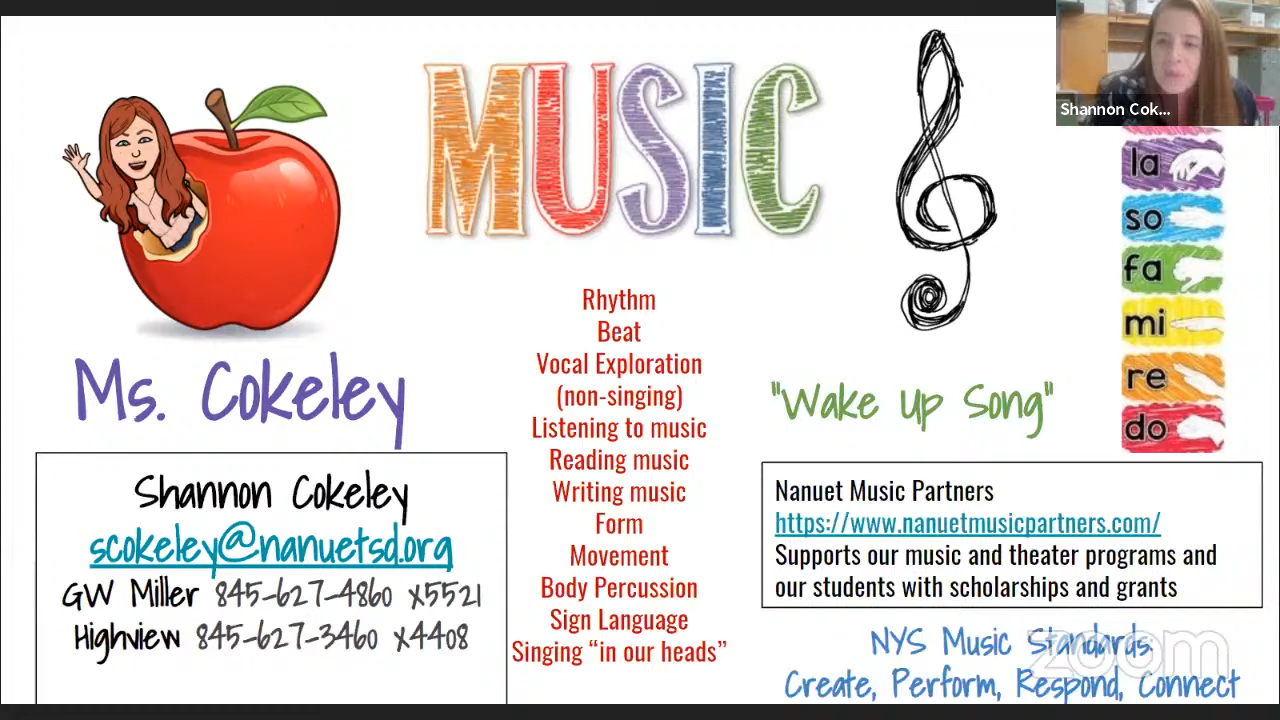 MUSIC
Shannon Cok...
la
so
fa
mi
re
do
Ms. Cokeley
Shannon Cokeley
scokeley@nanuetsd.org
GW Miller 845-627-4860 x5521
Highview 845-627-3460 x4408
Rhythm
Beat
Vocal Exploration
(non-singing)
Listening to music
Reading music
Writing music
Form
Movement
Body Percussion
Sign Language
Singing “in our heads”
"Wake Up Song"
Nanuet Music Partners
https://www.nanuetmusicpartners.com/
Supports our music and theater programs and
our students with scholarships and grants
NYS Music Standards:
Create, Perform, Respond, Connect
zoom